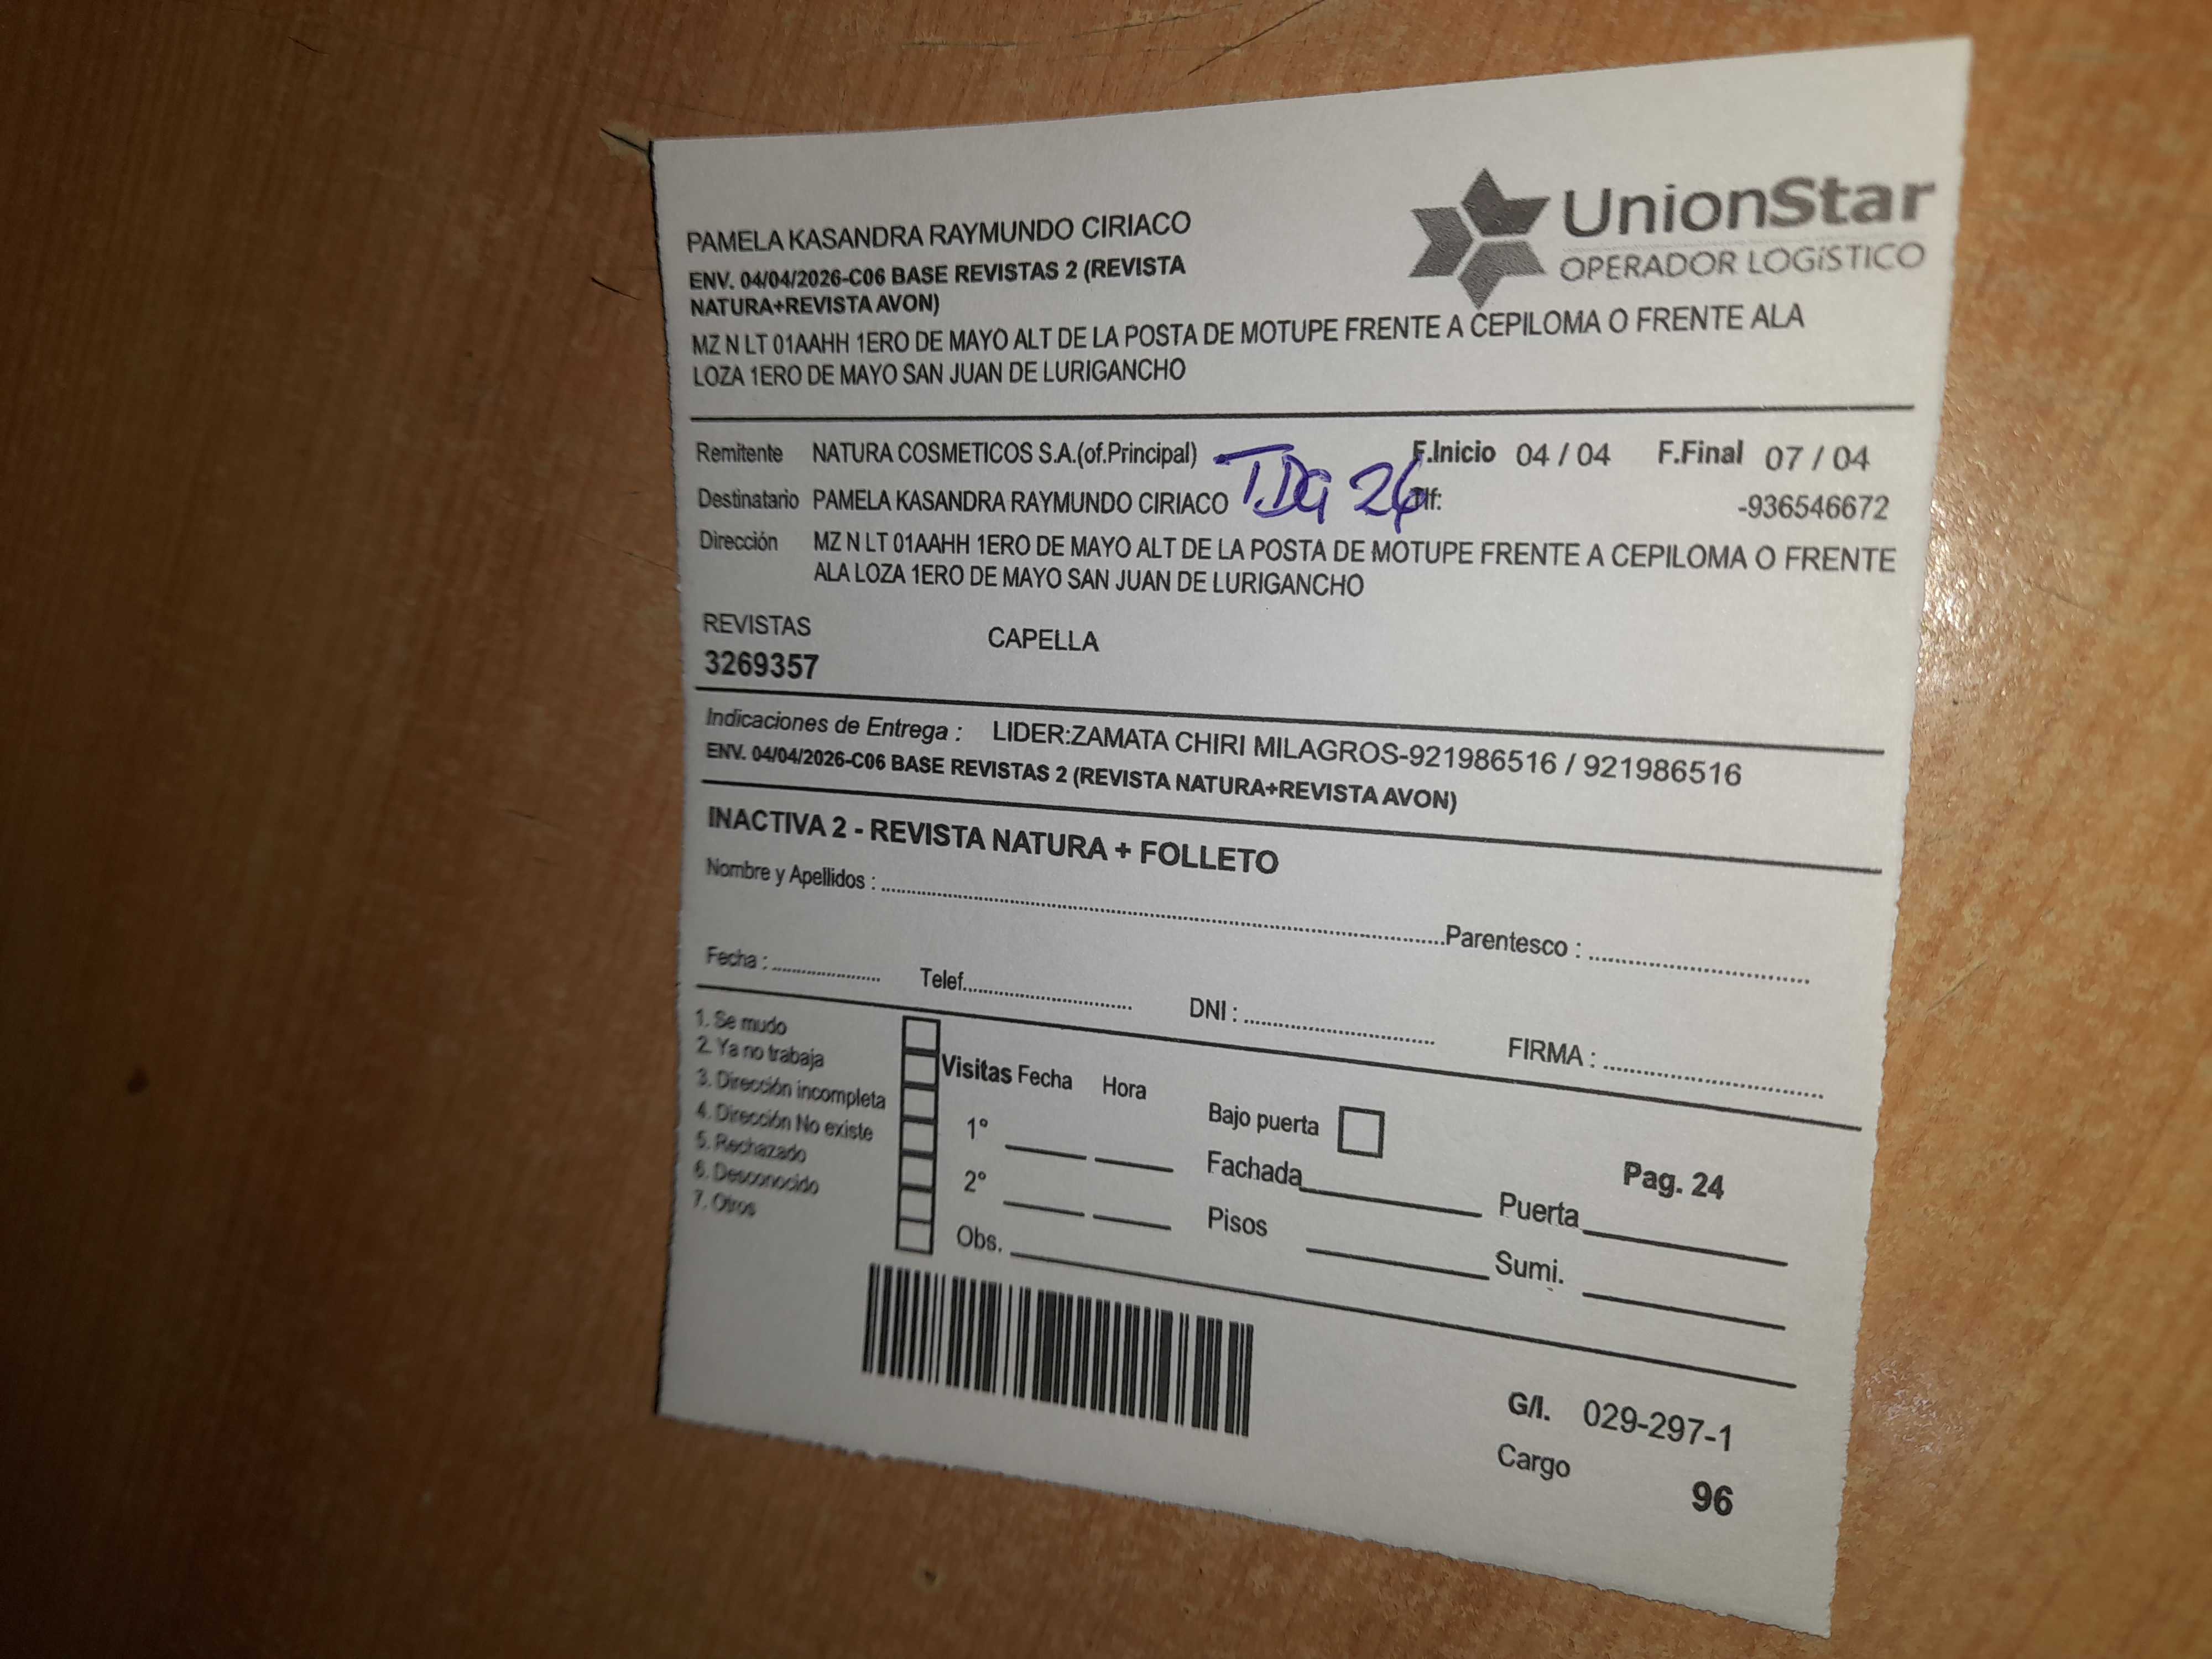 UnionStar
OPERADOR LOGíSTICO
PAMELA KASANDRA RAYMUNDO CIRIACO
ENV. 04/04/2026-C06 BASE REVISTAS 2 (REVISTA
NATURA+REVISTA AVON)
MZ N LT 01AAHH 1ERO DE MAYO ALT DE LA POSTA DE MOTUPE FRENTE A CEPILOMA O FRENTE ALA
LOZA 1ERO DE MAYO SAN JUAN DE LURIGANCHO
Remitente NATURA COSMETICOS S.A.(of.Principal) F.Inicio 04 / 04 F.Final 07 / 04
Destinatario PAMELA KASANDRA RAYMUNDO CIRIACO 26 Tlf: -936546672
Dirección MZ N LT 01AAHH 1ERO DE MAYO ALT DE LA POSTA DE MOTUPE FRENTE A CEPILOMA O FRENTE
ALA LOZA 1ERO DE MAYO SAN JUAN DE LURIGANCHO
REVISTAS CAPELLA
3269357
Indicaciones de Entrega : LIDER:ZAMATA CHIRI MILAGROS-921986516 / 921986516
ENV. 04/04/2026-C06 BASE REVISTAS 2 (REVISTA NATURA+REVISTA AVON)
INACTIVA 2 - REVISTA NATURA + FOLLETO
Nombre y Apellidos : Parentesco :
Fecha : Telef. DNI : FIRMA :
1. Se mudo
2. Ya no trabaja
3. Dirección incompleta
4. Dirección No existe
5. Rechazado
6. Desconocido
7. Otros
Visitas Fecha Hora
1°
2°
Obs.
Bajo puerta
Pag. 24
Fachada Puerta
Pisos Sumi.
G/I. 029-297-1
Cargo 96